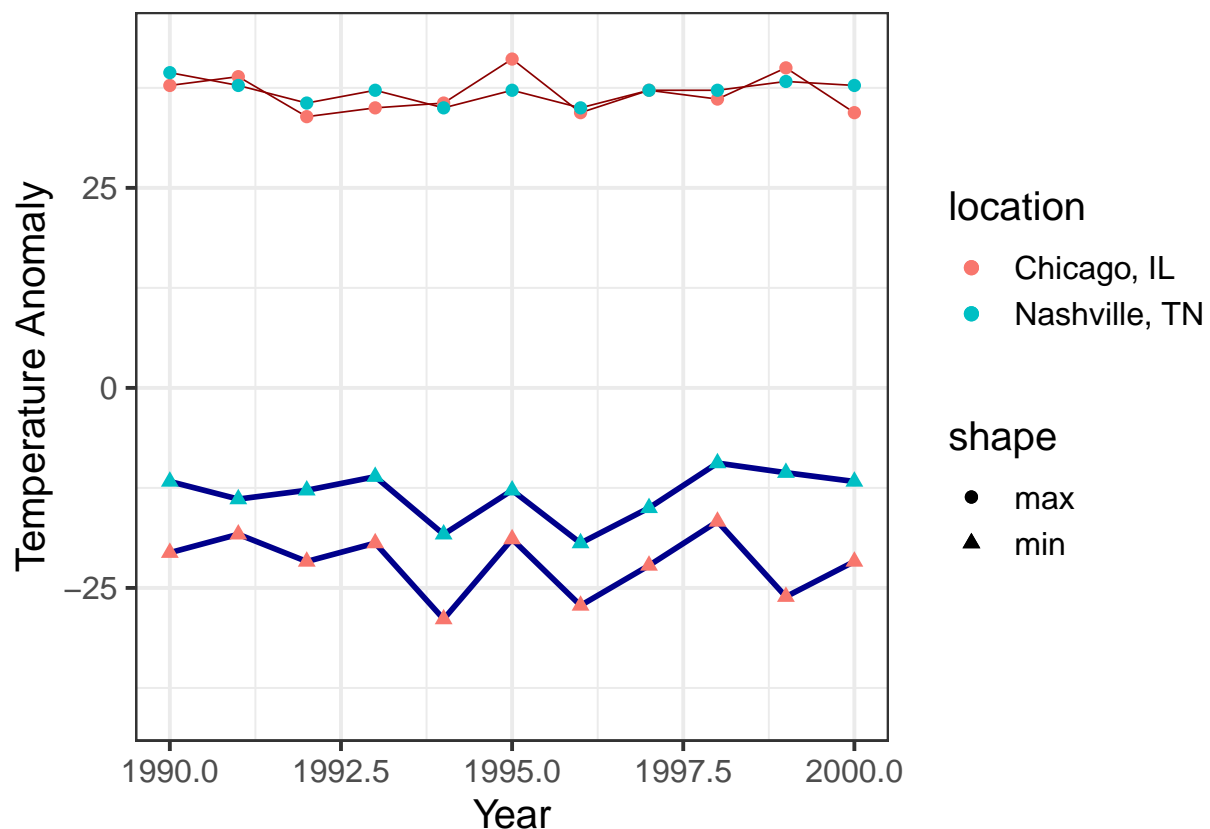 Temperature Anomaly
25
0
−25
1990.0 1992.5 1995.0 1997.5 2000.0
Year
location
Chicago, IL
Nashville, TN
shape
max
min